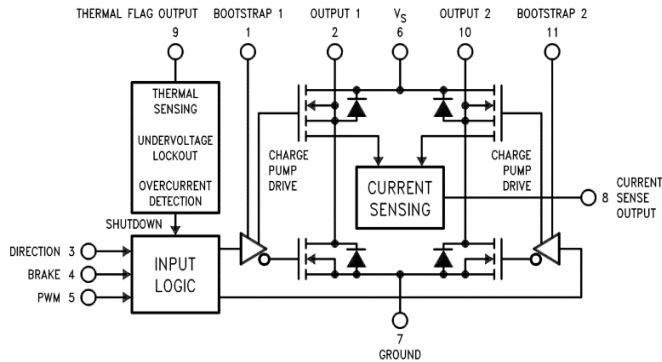 THERMAL FLAG OUTPUT
9
BOOTSTRAP 1
1
OUTPUT 1
2
VS
6
OUTPUT 2
10
BOOTSTRAP 2
11
THERMAL
SENSING
UNDERVOLTAGE
LOCKOUT
OVERCURRENT
DETECTION
SHUTDOWN
CHARGE
PUMP
DRIVE
CURRENT
SENSING
CHARGE
PUMP
DRIVE
8 CURRENT
SENSE
OUTPUT
DIRECTION 3
BRAKE 4
PWM 5
INPUT
LOGIC
7
GROUND